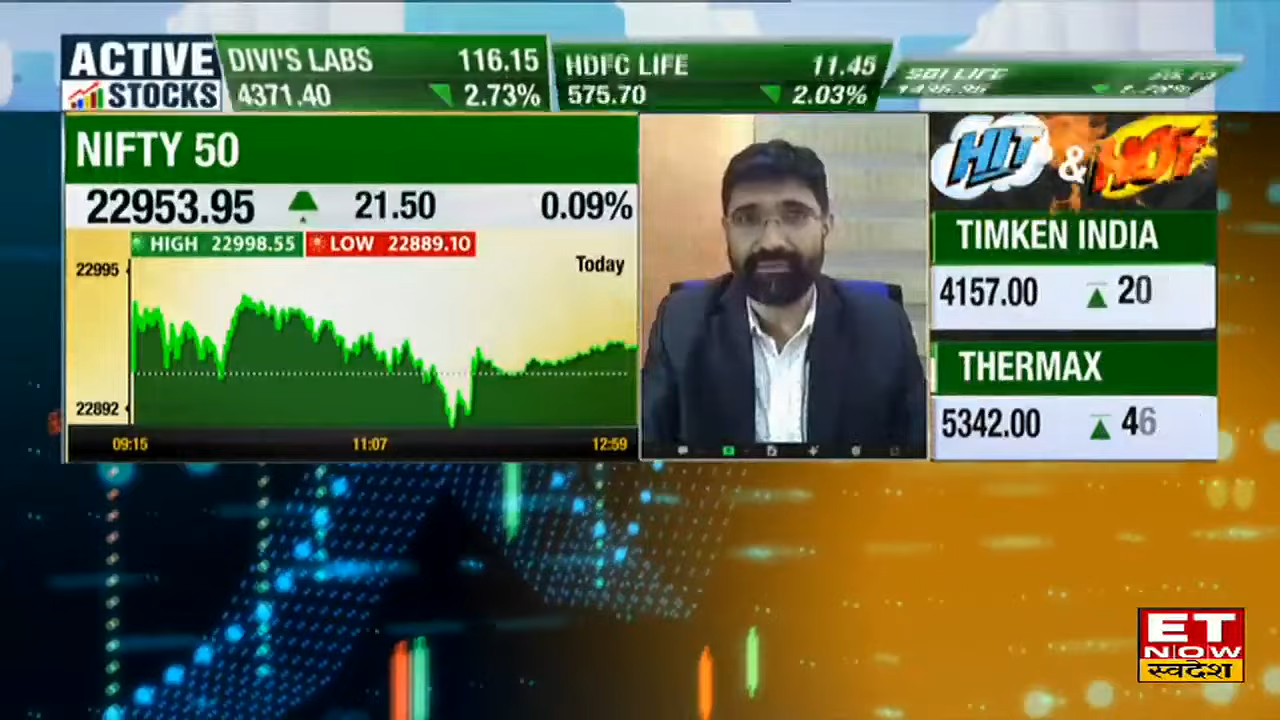 ACTIVE
STOCKS
DIVI'S LABS 116.15
4371.40 2.73%
HDFC LIFE 11.45
575.70 2.03%
SBI LIFE
NIFTY 50
22953.95 21.50 0.09%
HIGH 22998.55 LOW 22889.10
Today
22995
22892
09:15 11:07 12:59
HIT & HOT
TIMKEN INDIA
4157.00 20
THERMAX
5342.00 46
ET
NOW
स्वदेश